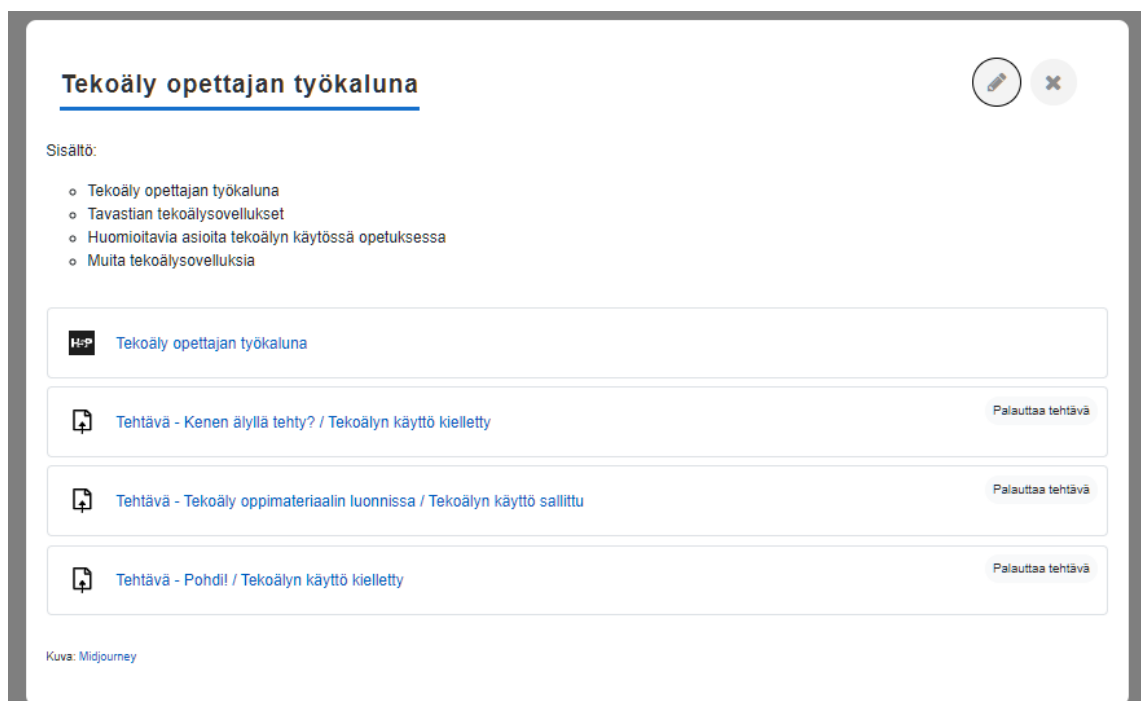 Tekoäly opettajan työkaluna
Sisältö:
Tekoäly opettajan työkaluna
Tavastian tekoälysovellukset
Huomioitavia asioita tekoälyn käytössä opetuksessa
Muita tekoälysovelluksia
H-P Tekoäly opettajan työkaluna
Tehtävä - Kenen älyllä tehty? / Tekoälyn käyttö kielletty Palauttaa tehtävä
Tehtävä - Tekoäly oppimateriaalin luonnissa / Tekoälyn käyttö sallittu Palauttaa tehtävä
Tehtävä - Pohdi! / Tekoälyn käyttö kielletty Palauttaa tehtävä
Kuva: Midjourney